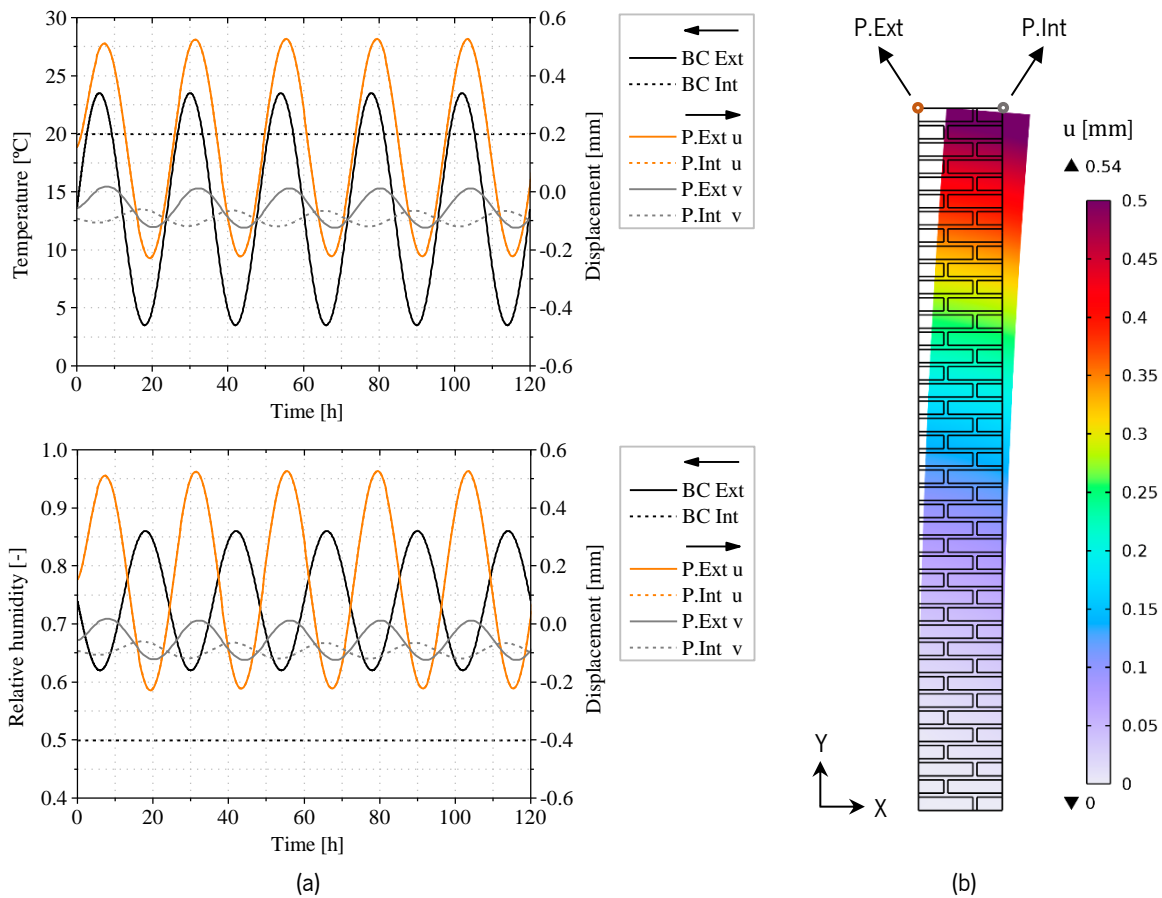 30
25
20
15
10
5
0
Temperature [ºC]
0.6
0.4
0.2
0.0
-0.2
-0.4
-0.6
Displacement [mm]
0 20 40 60 80 100 120
Time [h]
BC Ext
BC Int
P.Ext u
P.Int u
P.Ext v
P.Int v
1.0
0.9
0.8
0.7
0.6
0.5
0.4
Relative humidity [-]
0.6
0.4
0.2
0.0
-0.2
-0.4
-0.6
Displacement [mm]
0 20 40 60 80 100 120
Time [h]
BC Ext
BC Int
P.Ext u
P.Int u
P.Ext v
P.Int v
(a)
P.Ext P.Int
u [mm]
▲ 0.54
0.5
0.45
0.4
0.35
0.3
0.25
0.2
0.15
0.1
0.05
0
▼ 0
Y
X
(b)